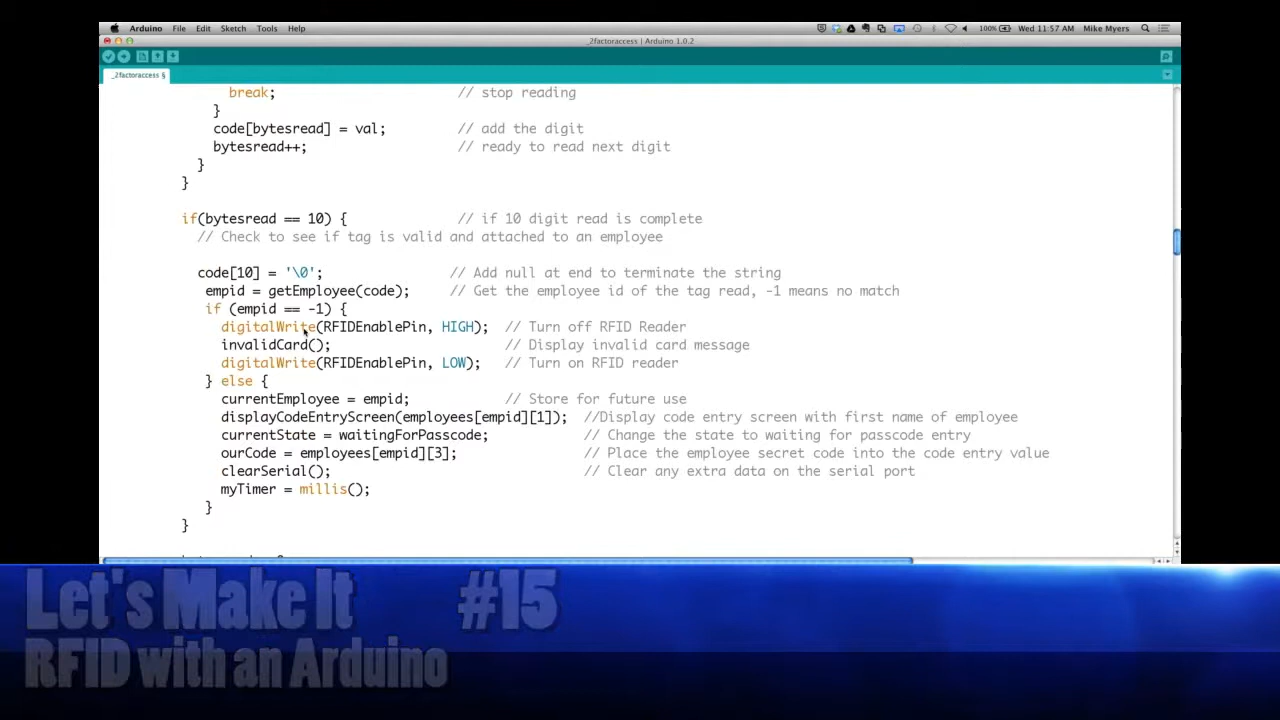 Arduino File Edit Sketch Tools Help 100% Wed 11:57 AM Mike Myers
_2factoraccess | Arduino 1.0.2
_2factoraccess §
break; // stop reading
}
code[bytesread] = val; // add the digit
bytesread++; // ready to read next digit
}
}
if(bytesread == 10) { // if 10 digit read is complete
// Check to see if tag is valid and attached to an employee
code[10] = '\0'; // Add null at end to terminate the string
empid = getEmployee(code); // Get the employee id of the tag read, -1 means no match
if (empid == -1) {
digitalWrite(RFIDEnablePin, HIGH); // Turn off RFID Reader
invalidCard(); // Display invalid card message
digitalWrite(RFIDEnablePin, LOW); // Turn on RFID reader
} else {
currentEmployee = empid; // Store for future use
displayCodeEntryScreen(employees[empid][1]); //Display code entry screen with first name of employee
currentState = waitingForPasscode; // Change the state to waiting for passcode entry
ourCode = employees[empid][3]; // Place the employee secret code into the code entry value
clearSerial(); // Clear any extra data on the serial port
myTimer = millis();
}
}
Let's Make It #15
RFID with an Arduino